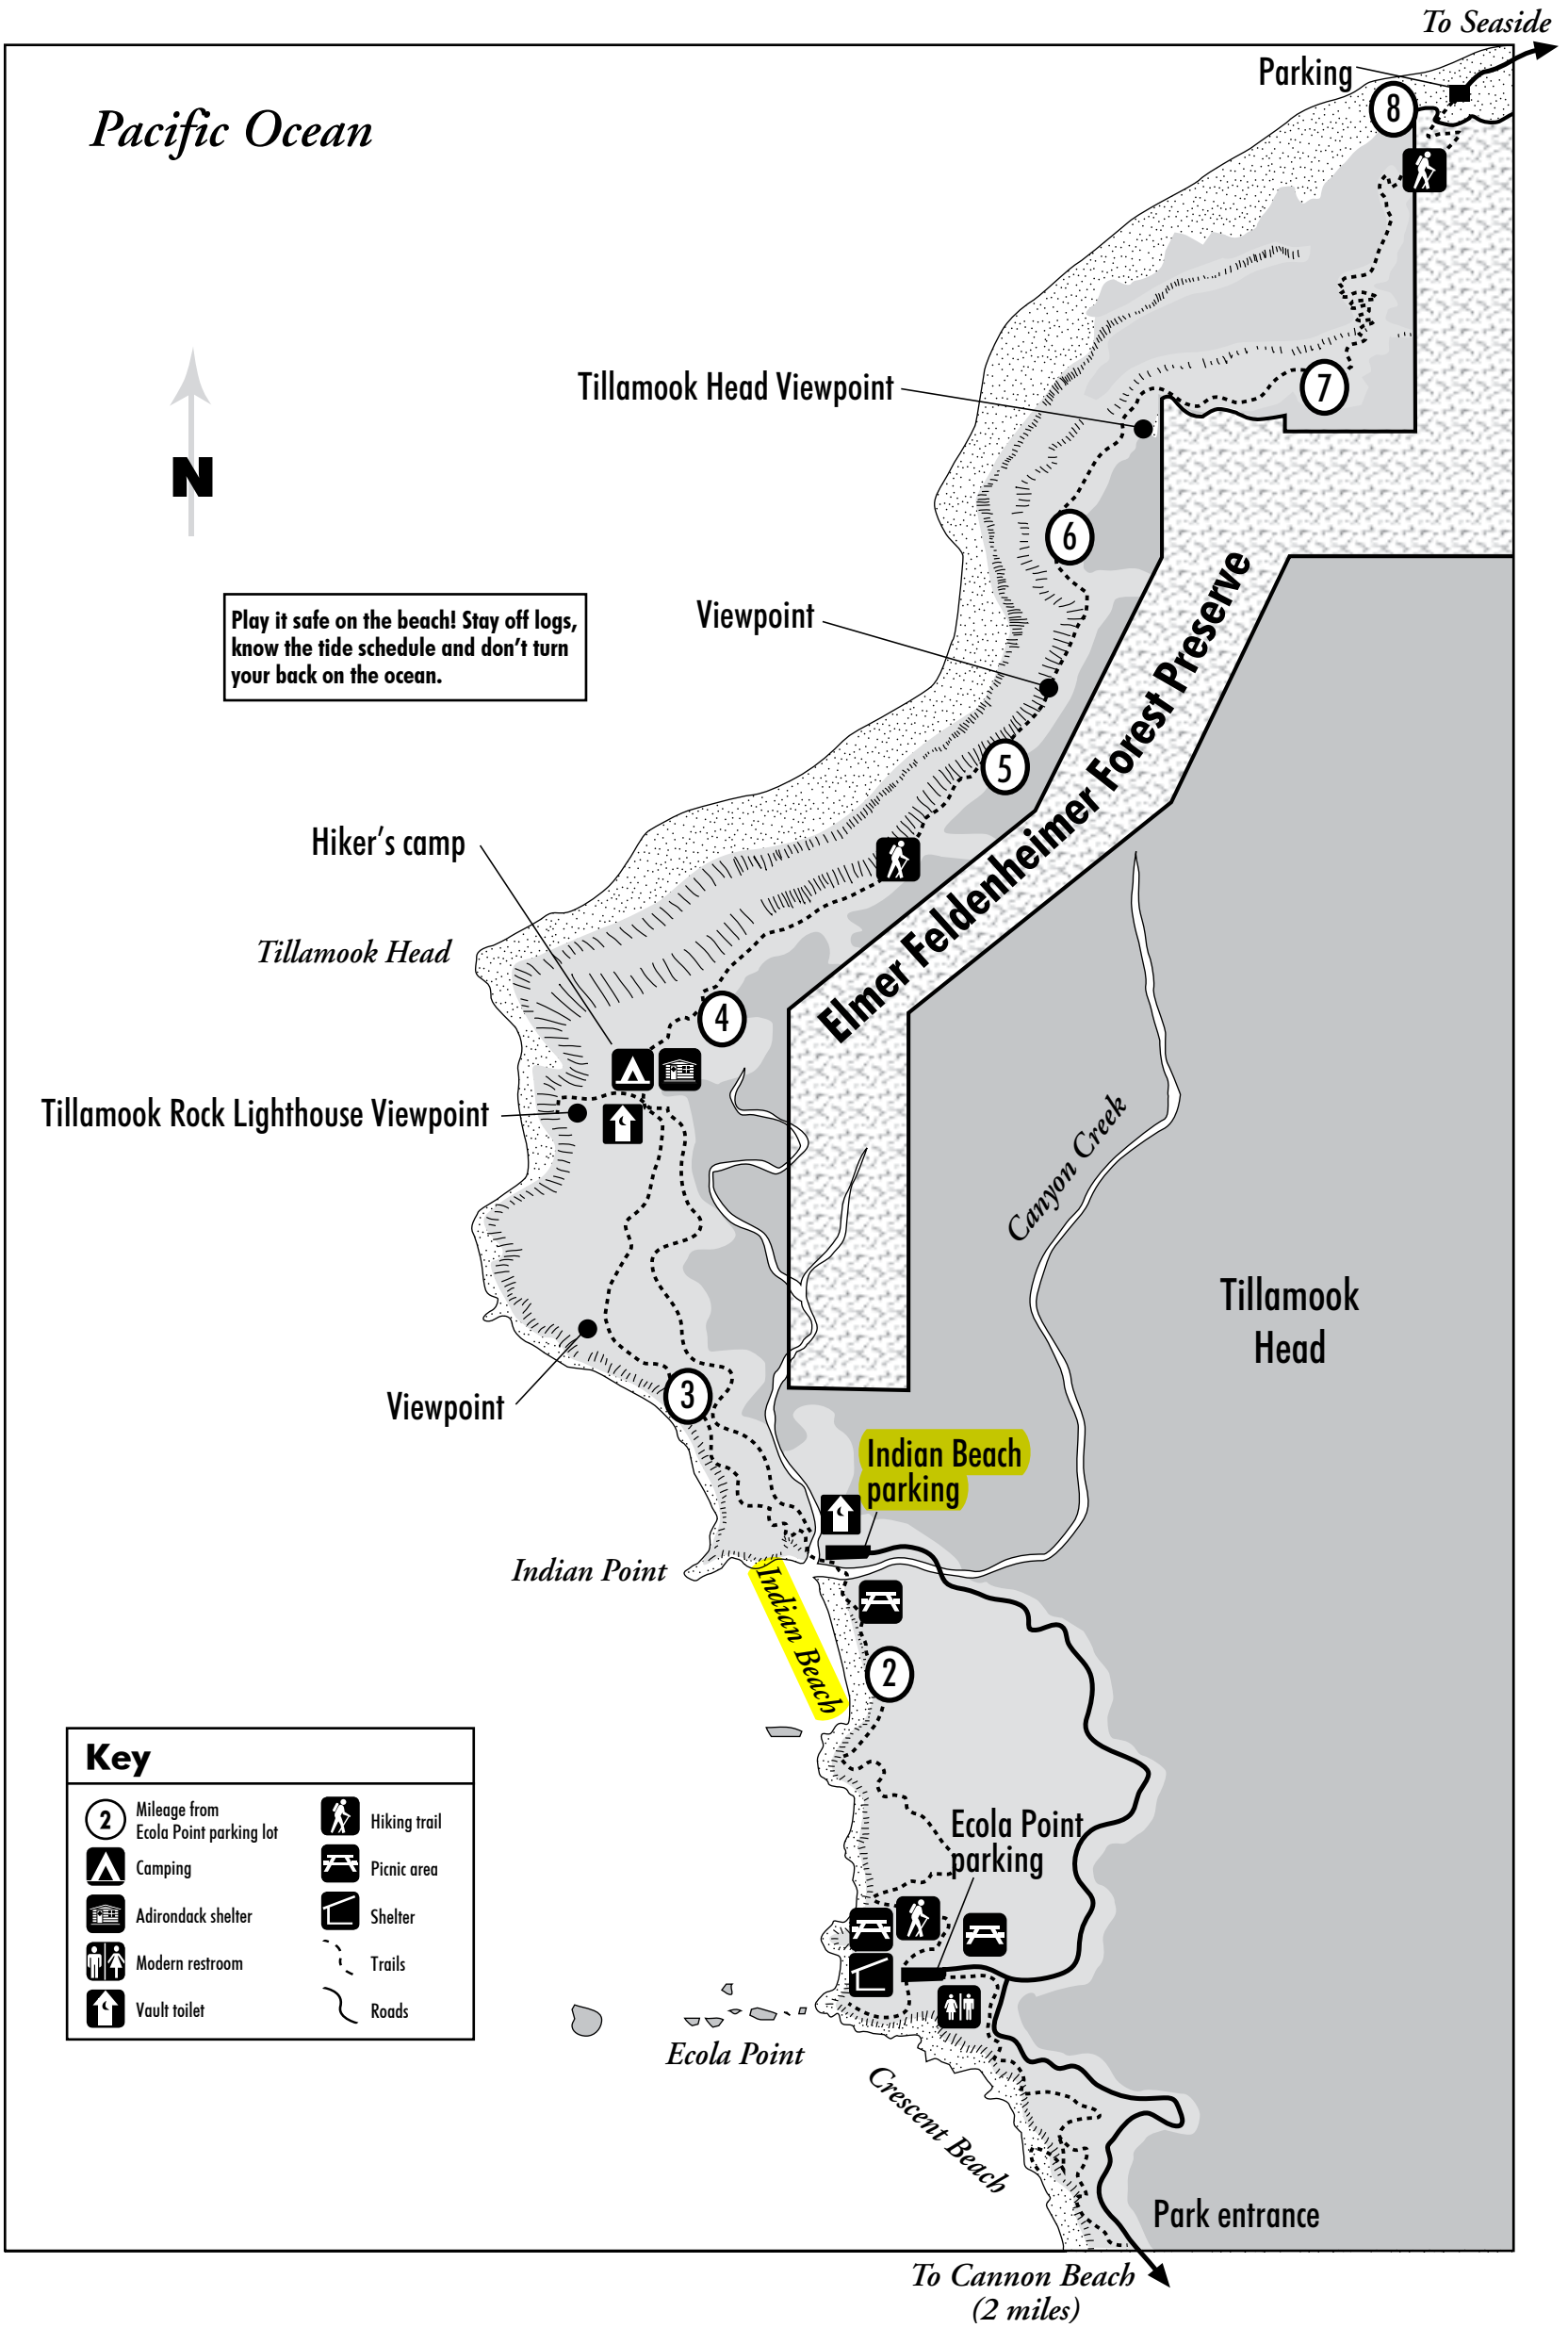 To Seaside
Parking
8
Pacific Ocean
7
Tillamook Head Viewpoint
N
6
Play it safe on the beach! Stay off logs,
know the tide schedule and don’t turn
your back on the ocean.
Viewpoint
Elmer Feldenheimer Forest Preserve
5
Hiker’s camp
Tillamook Head
4
Tillamook Rock Lighthouse Viewpoint
Canyon Creek
Tillamook
Head
Viewpoint
3
Indian Beach
parking
Indian Point
Indian Beach
2
Key
2
Mileage from
Ecola Point parking lot
Camping
Adirondack shelter
Modern restroom
Vault toilet
Hiking trail
Picnic area
Shelter
Trails
Roads
Ecola Point
parking
Ecola Point
Crescent Beach
Park entrance
To Cannon Beach
(2 miles)